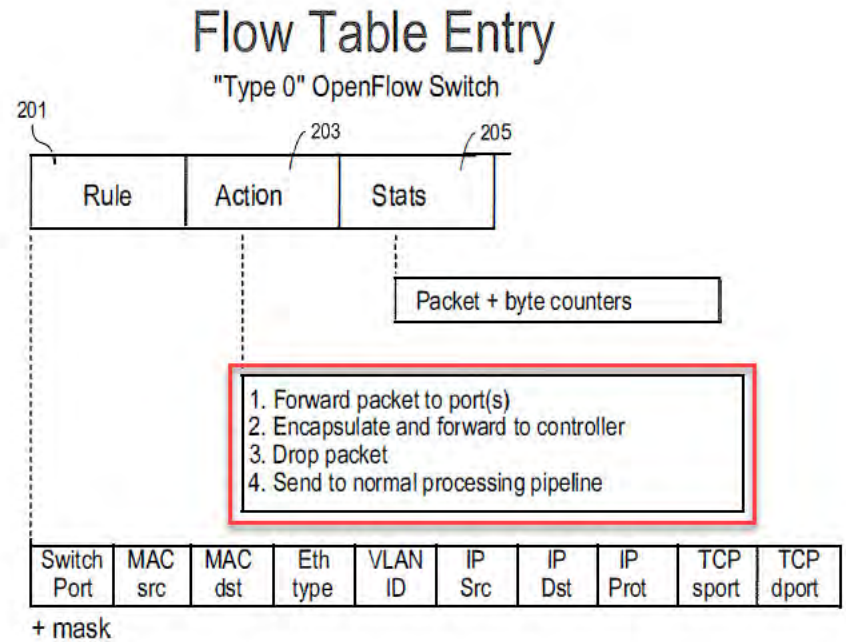 Flow Table Entry
"Type 0" OpenFlow Switch
201
203
205
Rule
Action
Stats
Packet + byte counters
1. Forward packet to port(s)
2. Encapsulate and forward to controller
3. Drop packet
4. Send to normal processing pipeline
Switch Port
MAC src
MAC dst
Eth type
VLAN ID
IP Src
IP Dst
IP Prot
TCP sport
TCP dport
+ mask